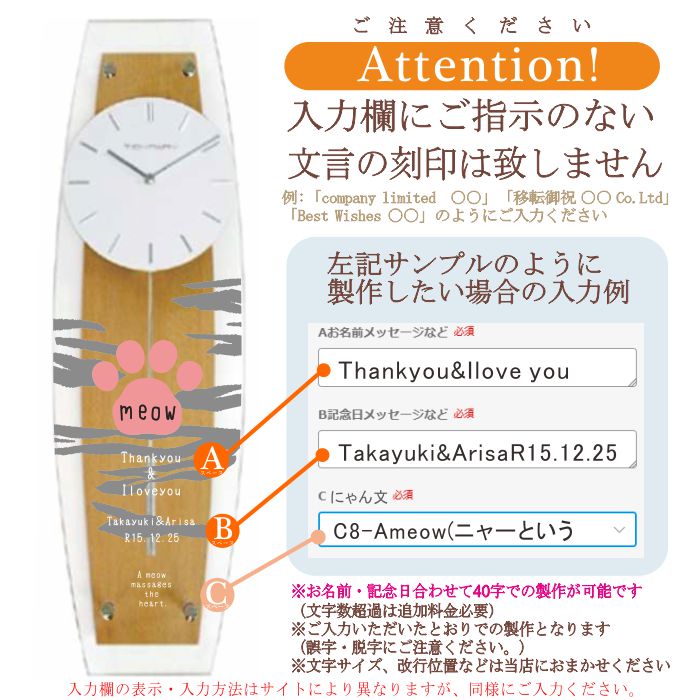 ご注意ください
Attention!
入力欄にご指示のない
文言の刻印は致しません
例:「company limited 〇〇」「移転御祝 〇〇 Co.Ltd」
「Best Wishes 〇〇」のようにご入力ください
左記サンプルのように
製作したい場合の入力例
Aお名前メッセージなど 必須
Thankyou&Ilove you
B記念日メッセージなど 必須
Takayuki&ArisaR15.12.25
C にゃん文 必須
C8-Ameow(ニャーという
meow
Thankyou
&
Iloveyou
A
スペース
Takayuki&Arisa
R15.12.25
B
スペース
A meow
massages
the
heart.
C
スペース
※お名前・記念日合わせて40字での製作が可能です
(文字数超過は追加料金必要)
※ご入力いただいたとおりでの製作となります
(誤字・脱字にご注意ください。)
※文字サイズ、改行位置などは当店におまかせください
入力欄の表示・入力方法はサイトにより異なりますが、同様にご入力ください。